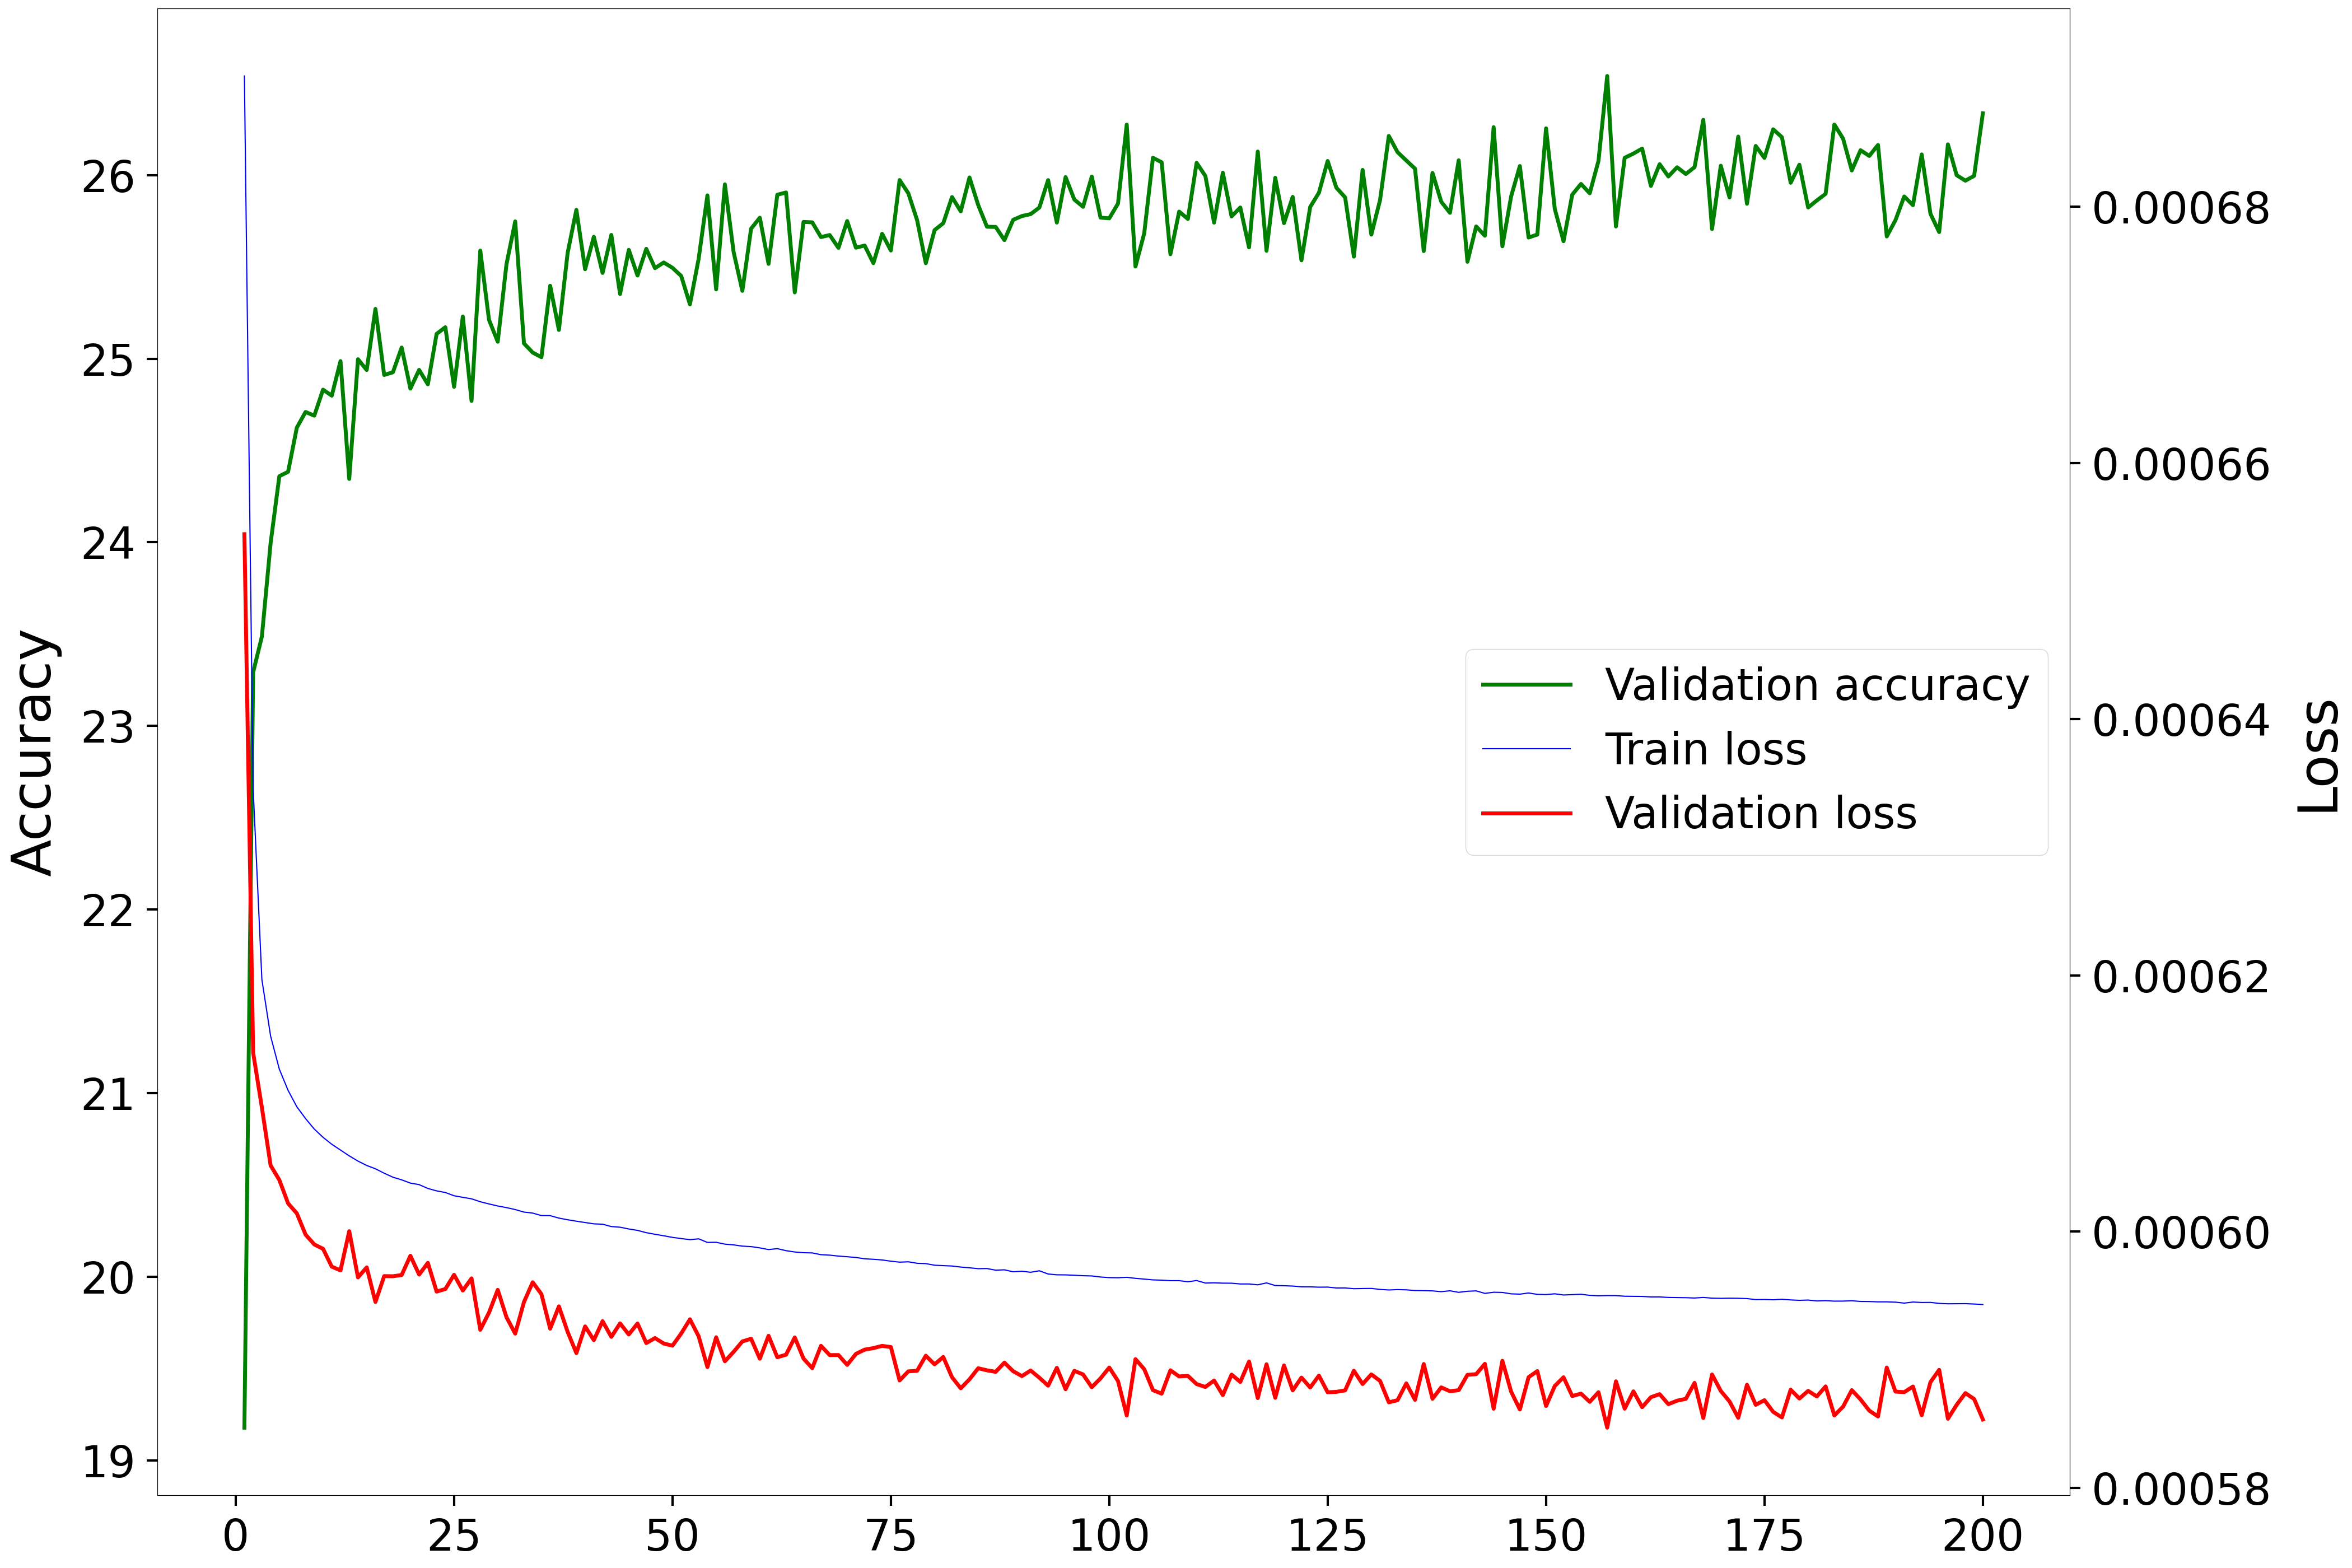 Accuracy
26
25
24
23
22
21
20
19
0 25 50 75 100 125 150 175 200
Validation accuracy
Train loss
Validation loss
0.00068
0.00066
0.00064
0.00062
0.00060
0.00058
Loss